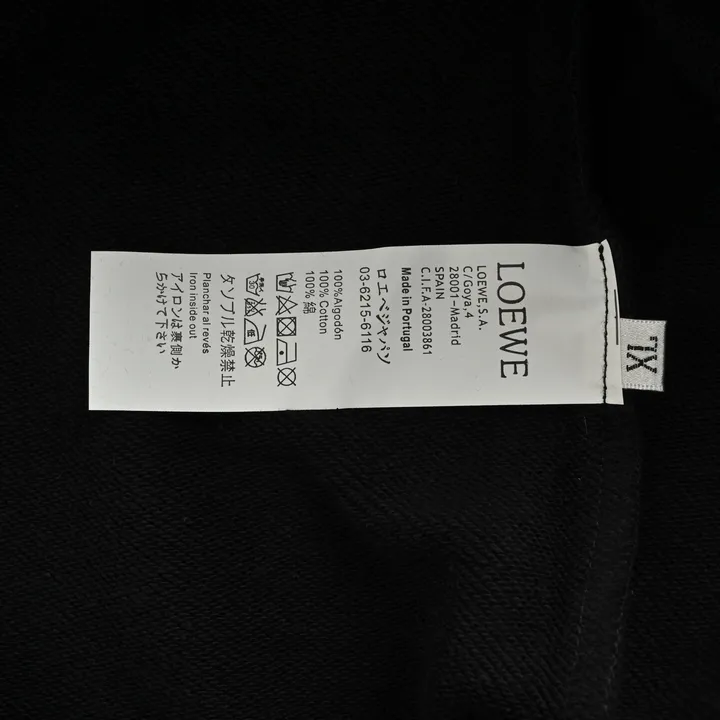 LOEWE
LOEWE,S.A.
C/Goya,4
28001-Madrid
SPAIN
C.I.F.A-28003861
Made in Portugal
ロエベジャパソ
03-6215-6116
100%Algodón
100% Cotton
100% 綿
タソブル乾燥禁止
Planchar al revés
Iron inside out
アイロンは裏側か
らかけて下さい
XL